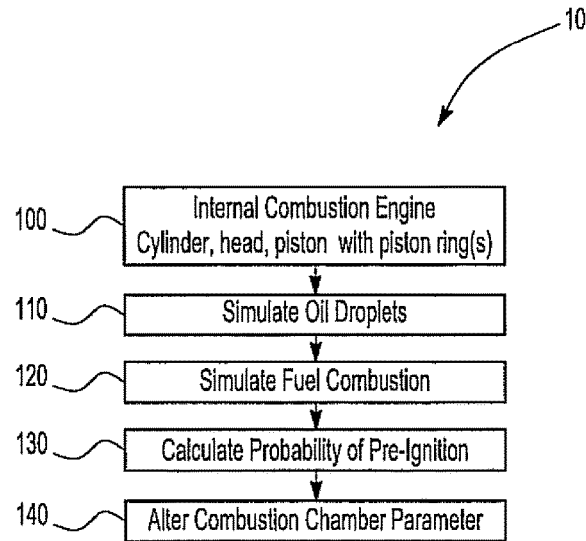 10
100
Internal Combustion Engine
Cylinder, head, piston with piston ring(s)
110
Simulate Oil Droplets
120
Simulate Fuel Combustion
130
Calculate Probability of Pre-Ignition
140
Alter Combustion Chamber Parameter